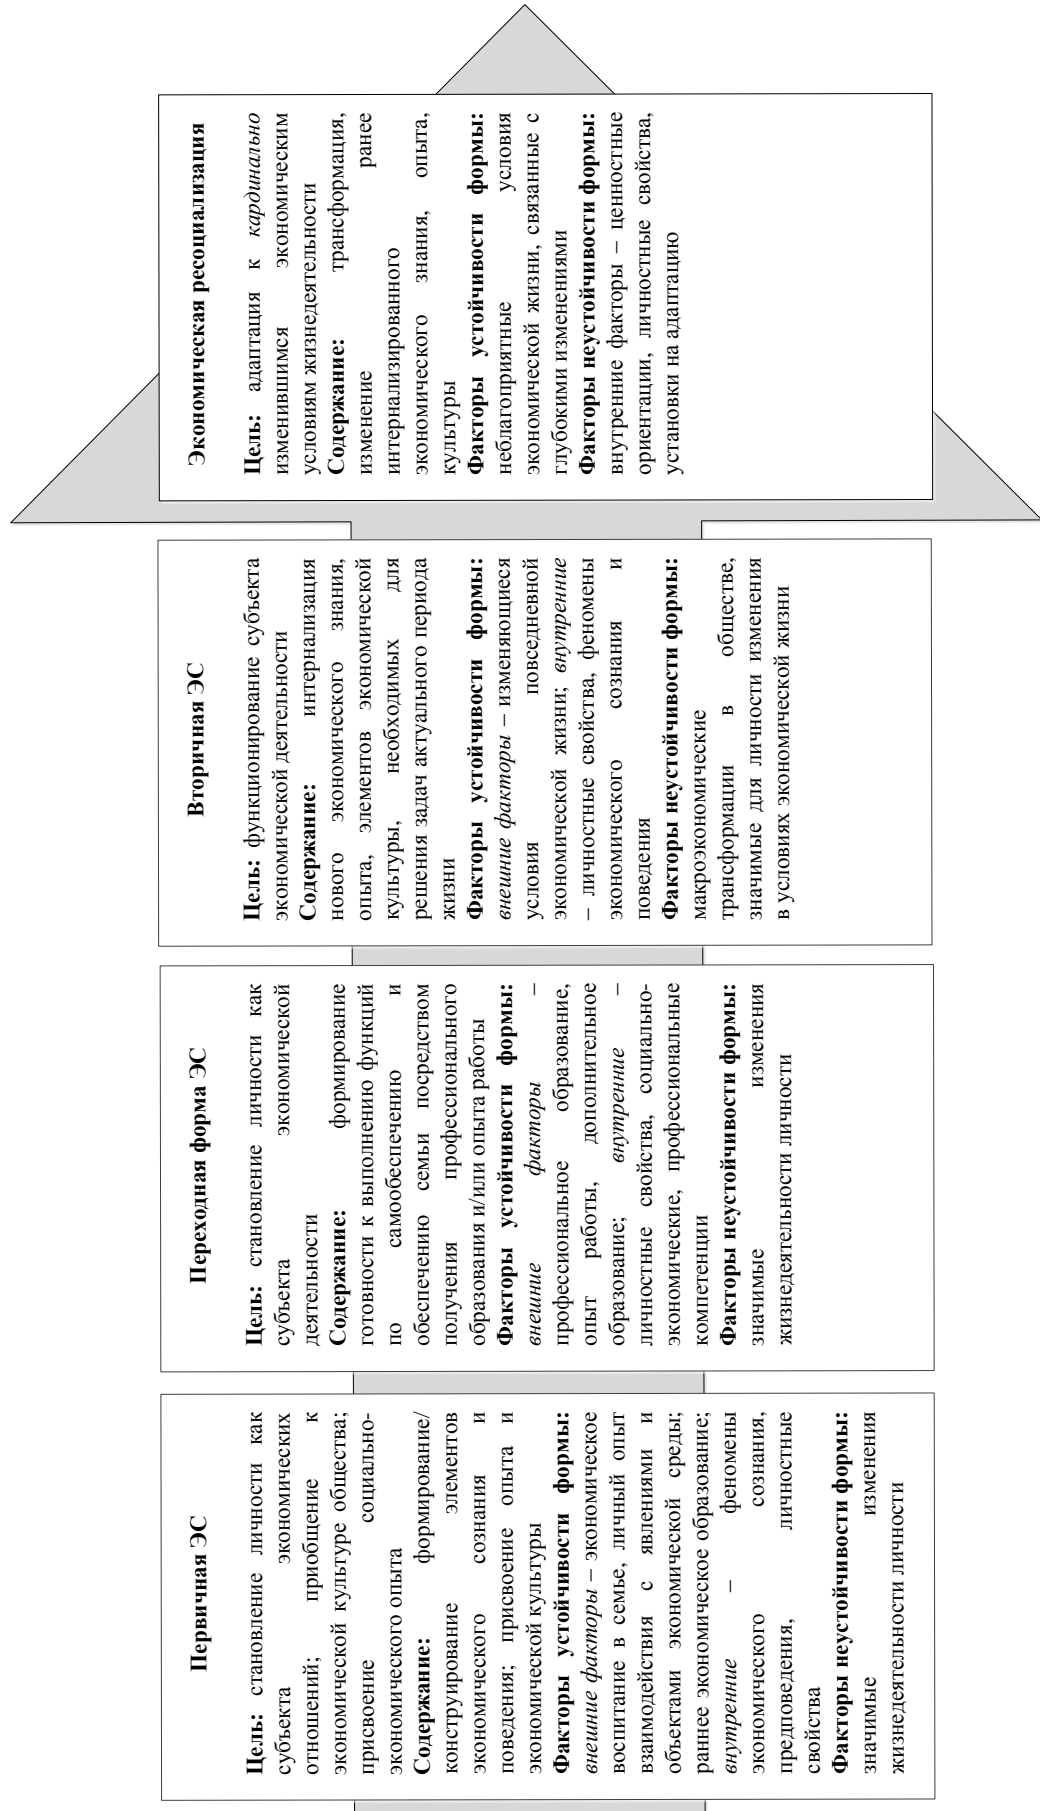 Первичная ЭС
Цель: становление личности как
субъекта экономических
отношений; приобщение к
экономической культуре общества;
присвоение социально-
экономического опыта
Содержание: формирование/
конструирование элементов
экономического сознания и
поведения; присвоение опыта и
экономической культуры
Факторы устойчивости формы:
внешние факторы – экономическое
воспитание в семье, личный опыт
взаимодействия с явлениями и
объектами экономической среды;
раннее экономическое образование;
внутренние – феномены
экономического сознания,
предповедения, личностные
свойства
Факторы неустойчивости формы:
значимые изменения
жизнедеятельности личности
Переходная форма ЭС
Цель: становление личности как
субъекта экономической
деятельности
Содержание: формирование
готовности к выполнению функций
по самообеспечению и
обеспечению семьи посредством
получения профессионального
образования и/или опыта работы
Факторы устойчивости формы:
внешние факторы –
профессиональное образование,
опыт работы, дополнительное
образование; внутренние –
личностные свойства, социально-
экономические, профессиональные
компетенции
Факторы неустойчивости формы:
значимые изменения
жизнедеятельности личности
Вторичная ЭС
Цель: функционирование субъекта
экономической деятельности
Содержание: интернализация
нового экономического знания,
опыта, элементов экономической
культуры, необходимых для
решения задач актуального периода
жизни
Факторы устойчивости формы:
внешние факторы – изменяющиеся
условия повседневной
экономической жизни; внутренние
– личностные свойства, феномены
экономического сознания и
поведения
Факторы неустойчивости формы:
макроэкономические
трансформации в обществе,
значимые для личности изменения
в условиях экономической жизни
Экономическая ресоциализация
Цель: адаптация к кардинально
изменившимся экономическим
условиям жизнедеятельности
Содержание: трансформация,
изменение ранее
интернализированного
экономического знания, опыта,
культуры
Факторы устойчивости формы:
неблагоприятные условия
экономической жизни, связанные с
глубокими изменениями
Факторы неустойчивости формы:
внутренние факторы – ценностные
ориентации, личностные свойства,
установки на адаптацию